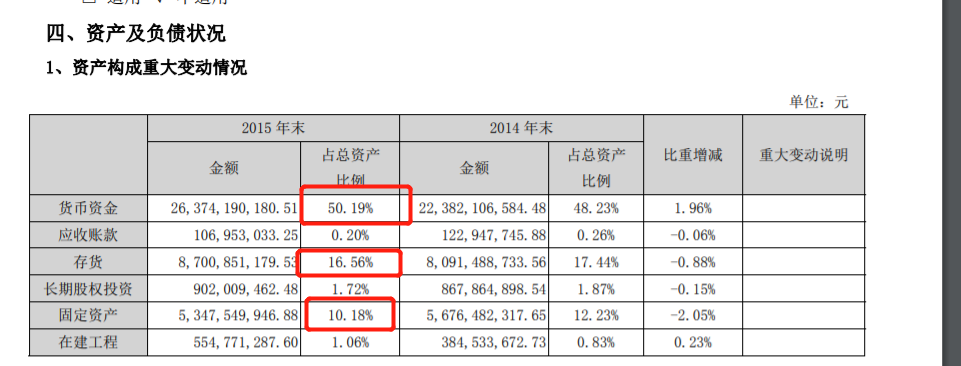 四、资产及负债状况
1、资产构成重大变动情况
单位：元
2015 年末 2014 年末
金额 占总资产比例 金额 占总资产比例 比重增减 重大变动说明
货币资金 26,374,190,180.51 50.19% 22,382,106,584.48 48.23% 1.96%
应收账款 106,953,033.25 0.20% 122,947,745.88 0.26% -0.06%
存货 8,700,851,179.53 16.56% 8,091,488,733.56 17.44% -0.88%
长期股权投资 902,009,462.48 1.72% 867,864,898.54 1.87% -0.15%
固定资产 5,347,549,946.88 10.18% 5,676,482,317.65 12.23% -2.05%
在建工程 554,771,287.60 1.06% 384,533,672.73 0.83% 0.23%